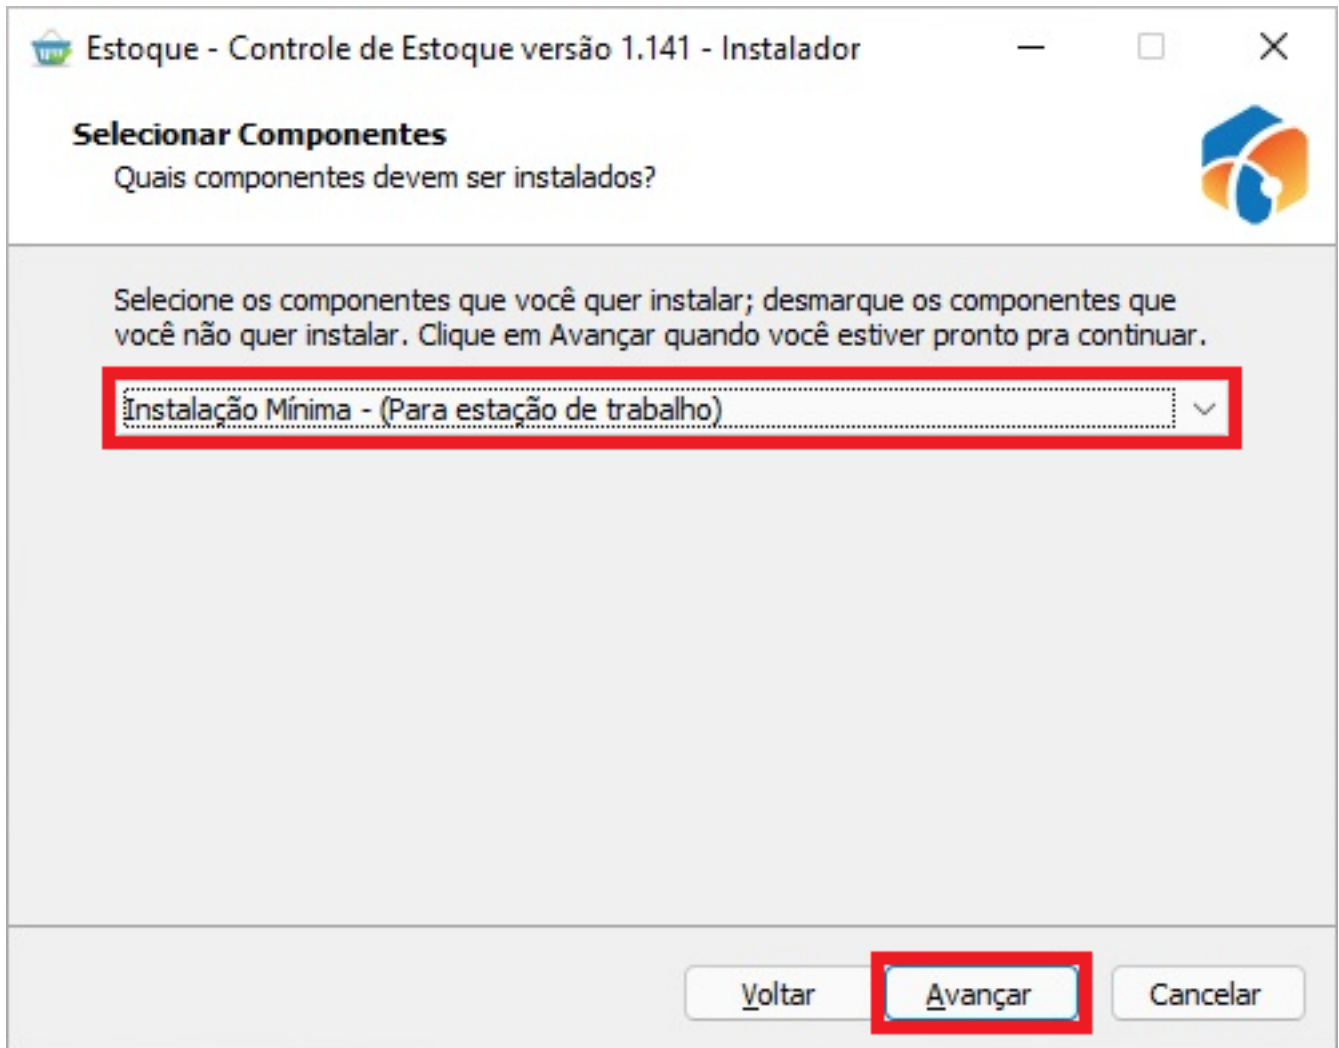 Estoque - Controle de Estoque versão 1.141 - Instalador
Selecionar Componentes
Quais componentes devem ser instalados?
Selecione os componentes que você quer instalar; desmarque os componentes que
você não quer instalar. Clique em Avançar quando você estiver pronto pra continuar.
Instalação Mínima - (Para estação de trabalho)
Voltar Avançar Cancelar